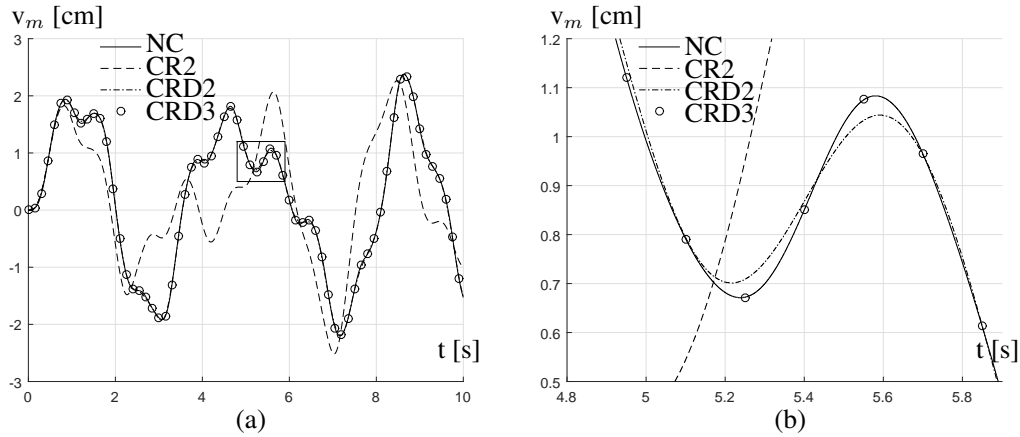 v_m [cm]
3
2
1
0
-1
-2
-3
0 2 4 6 8 10
NC
CR2
CRD2
CRD3
t [s]
(a)
v_m [cm]
1.2
1.1
1.0
0.9
0.8
0.7
0.6
0.5
4.8 5 5.2 5.4 5.6 5.8
NC
CR2
CRD2
CRD3
t [s]
(b)